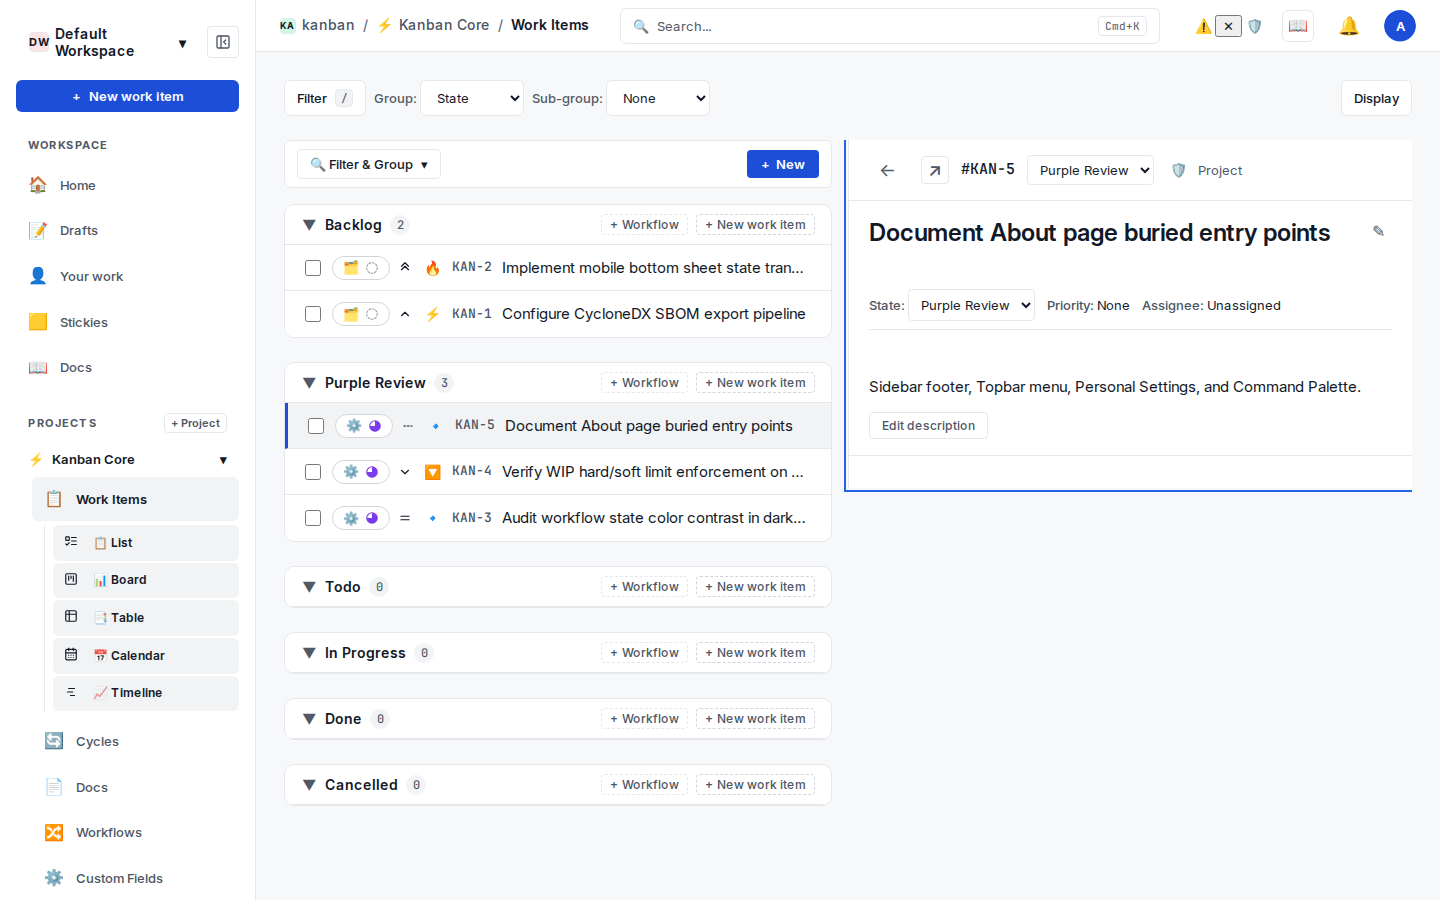 DW Default Workspace ▼
+ New work item
WORKSPACE
Home
Drafts
Your work
Stickies
Docs
PROJECTS + Project
Kanban Core ▼
Work Items
List
Board
Table
Calendar
Timeline
Cycles
Docs
Workflows
Custom Fields
KA kanban / Kanban Core / Work Items
Search... Cmd+K
A
Filter / Group: State Sub-group: None Display
Filter & Group ▼ + New
▼ Backlog 2 + Workflow + New work item
KAN-2 Implement mobile bottom sheet state tran...
KAN-1 Configure CycloneDX SBOM export pipeline
▼ Purple Review 3 + Workflow + New work item
KAN-5 Document About page buried entry points
KAN-4 Verify WIP hard/soft limit enforcement on ...
KAN-3 Audit workflow state color contrast in dark...
▼ Todo 0 + Workflow + New work item
▼ In Progress 0 + Workflow + New work item
▼ Done 0 + Workflow + New work item
▼ Cancelled 0 + Workflow + New work item
#KAN-5 Purple Review Project
Document About page buried entry points
State: Purple Review Priority: None Assignee: Unassigned
Sidebar footer, Topbar menu, Personal Settings, and Command Palette.
Edit description